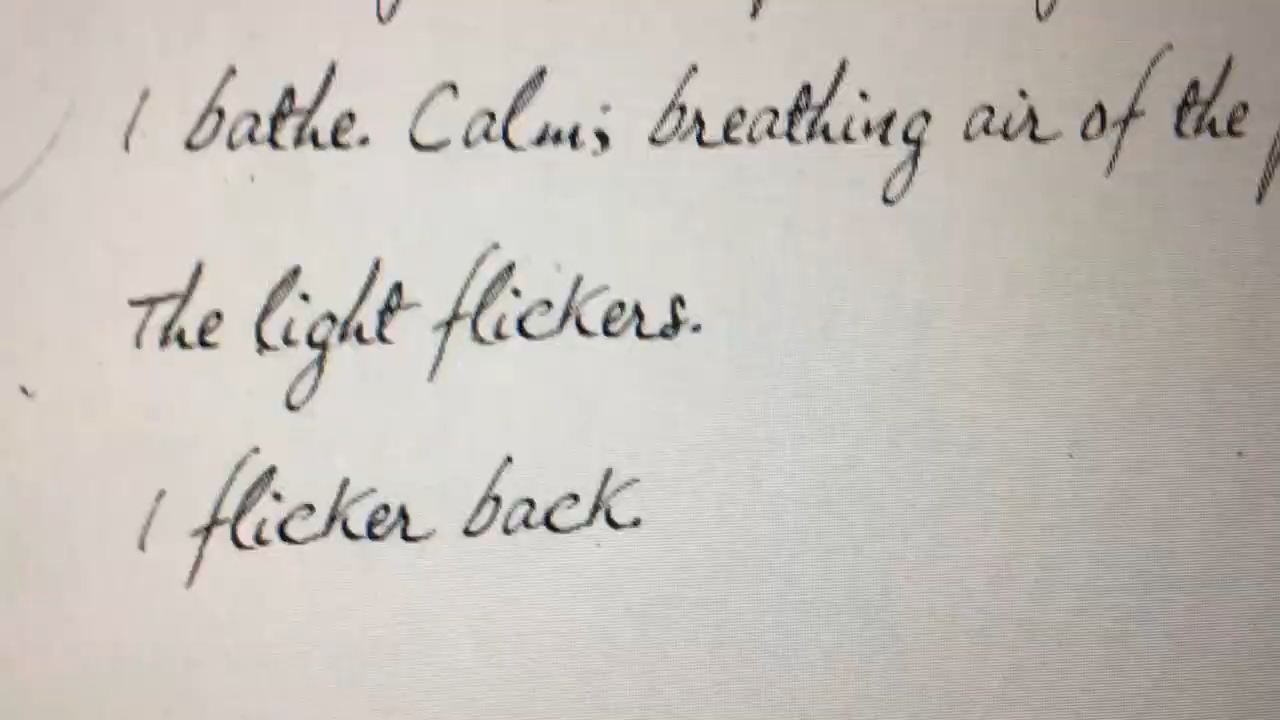 I bathe. Calm; breathing air of the
The light flickers.
I flicker back.